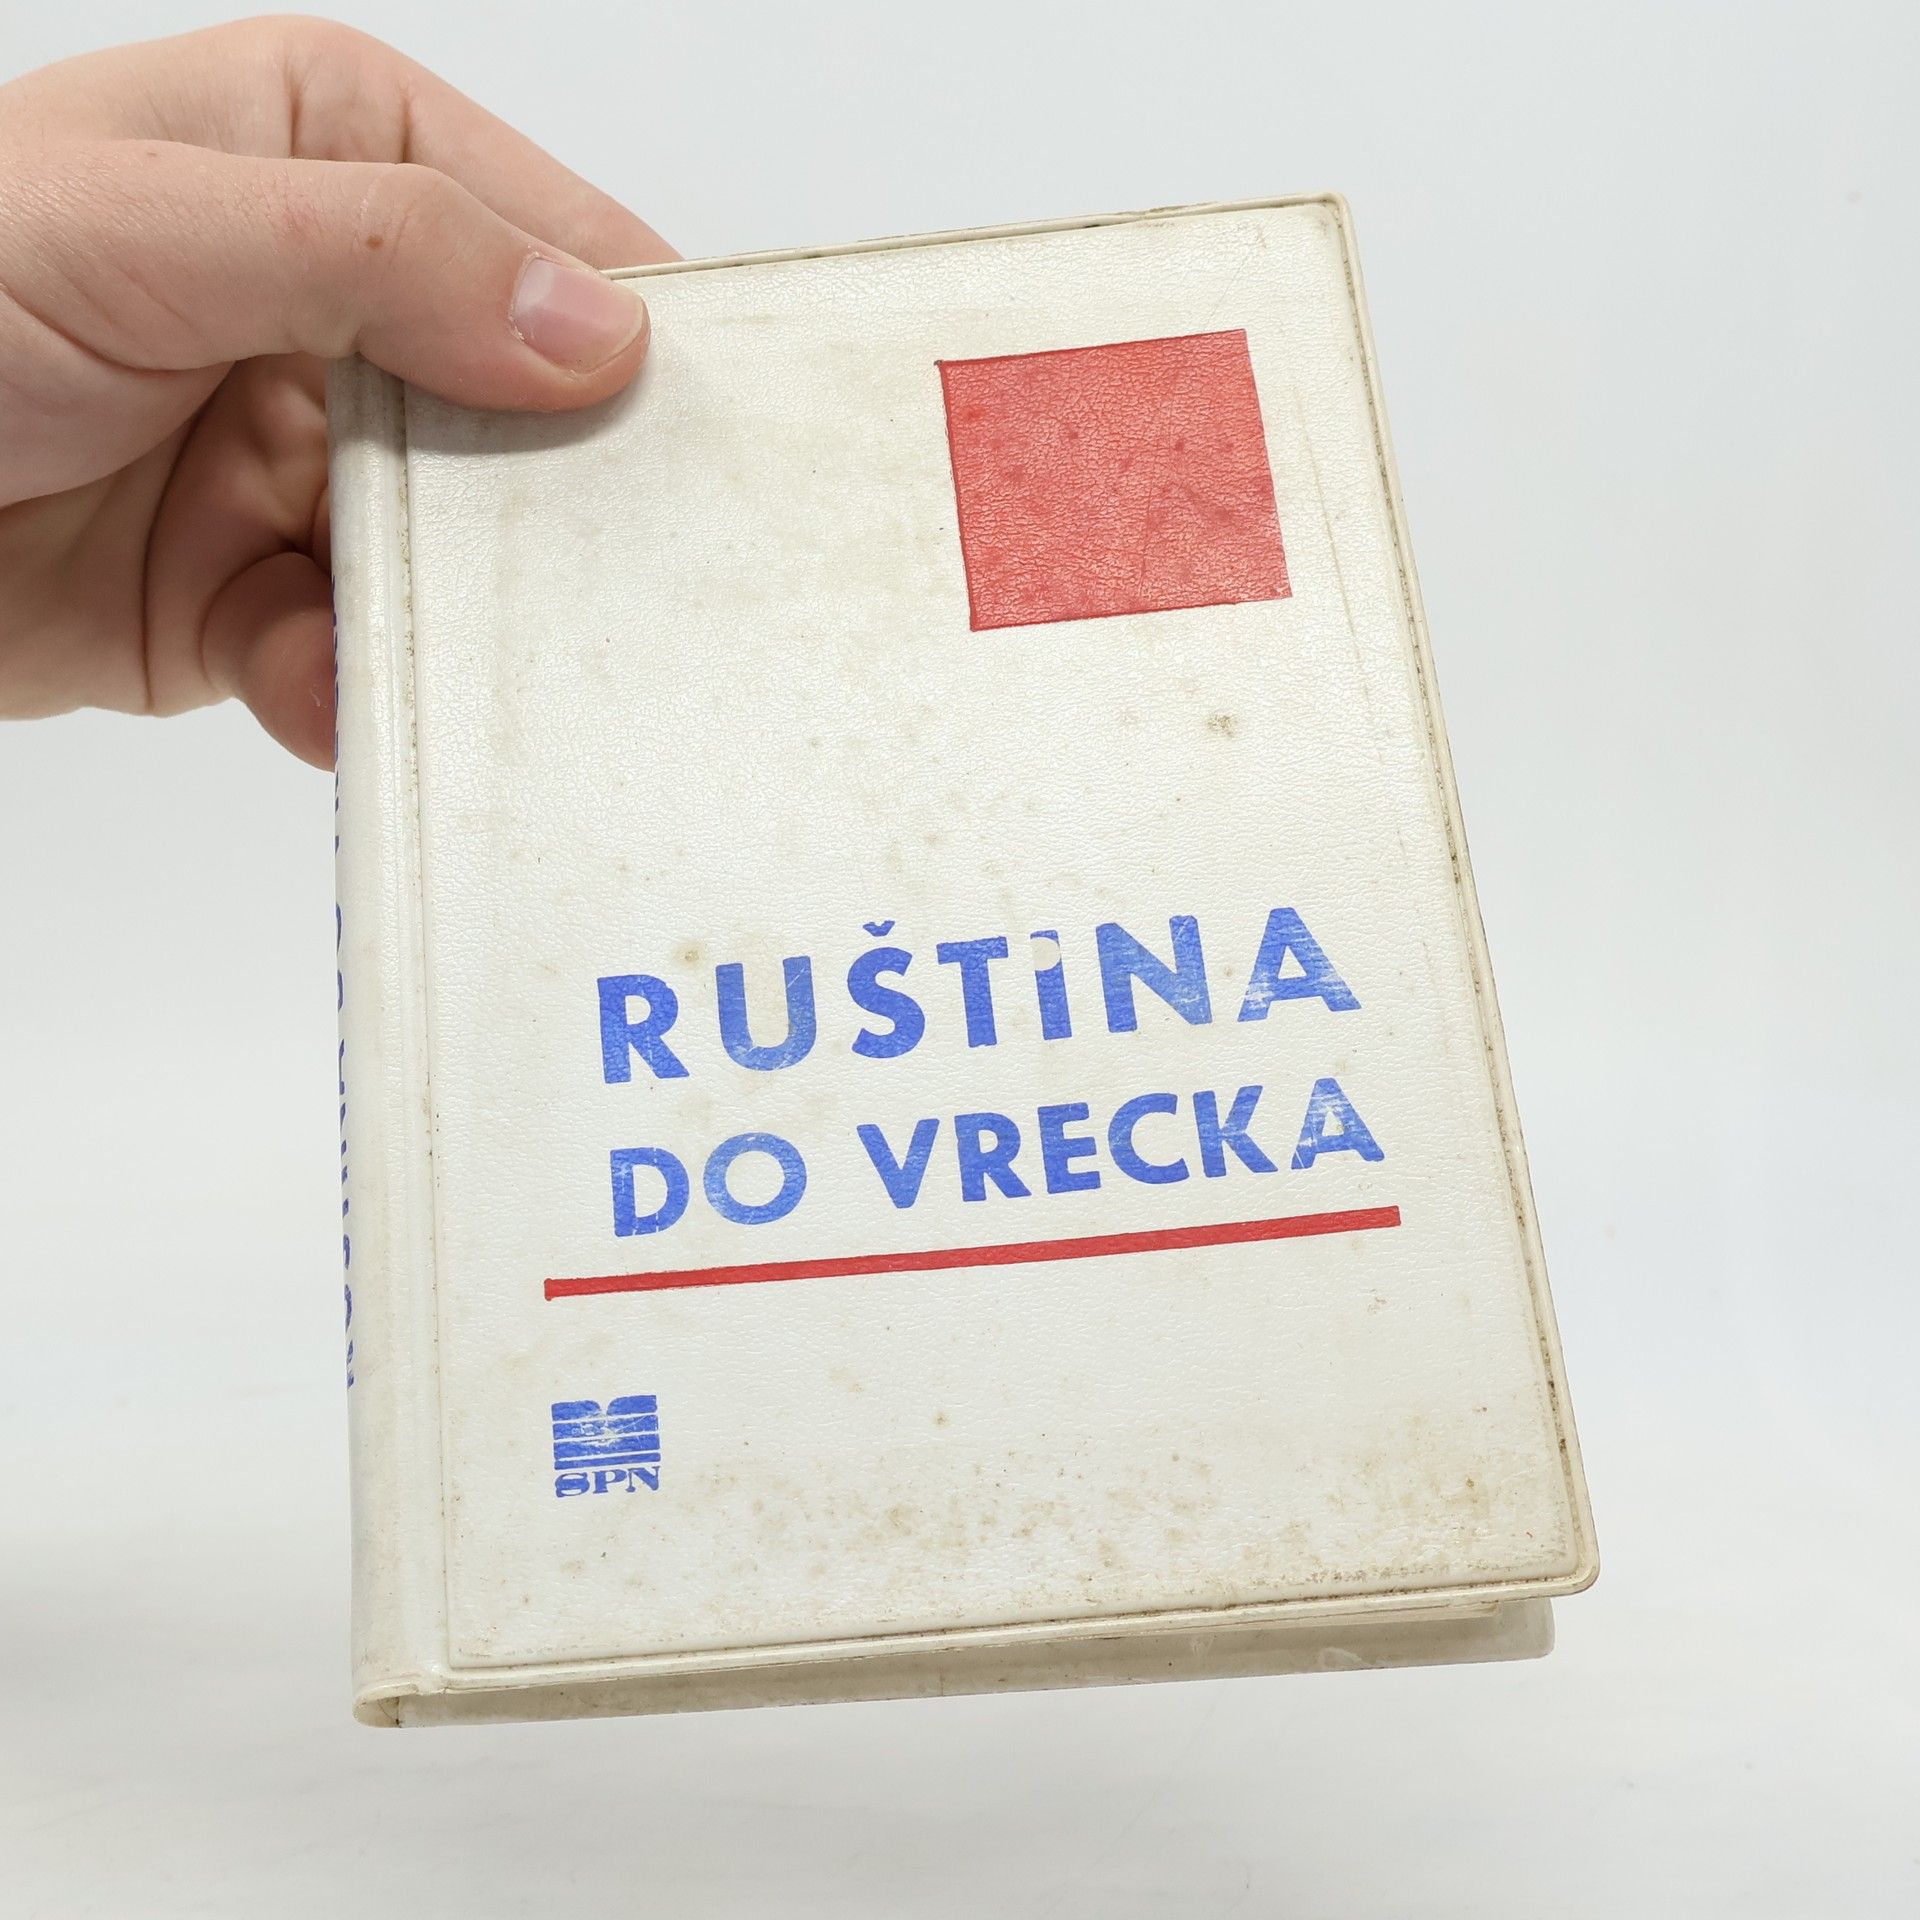 RUŠTINA
DO VRECKA
SPN